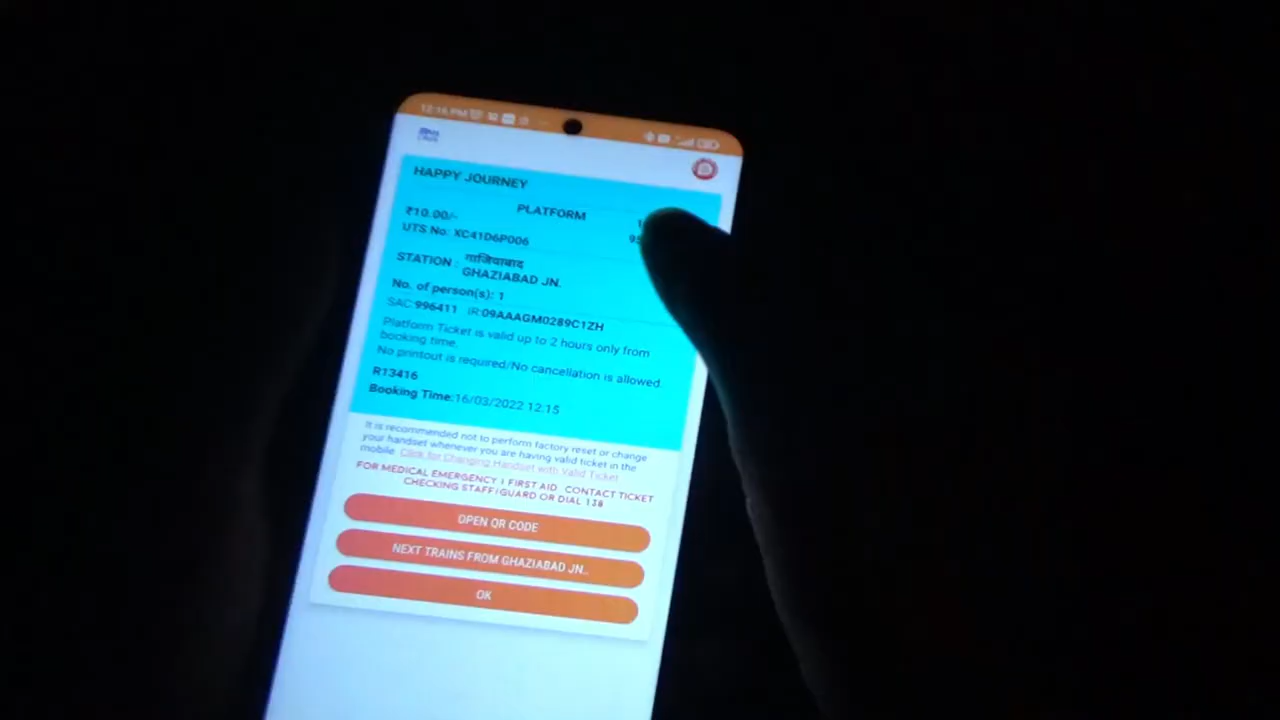 12:16 PM
HAPPY JOURNEY
PLATFORM
₹10.00/-
UTS No: XC41D6P006
STATION : गाजियाबाद
GHAZIABAD JN.
No. of person(s): 1
SAC:996411 IR:09AAAGM0289C1ZH
Platform Ticket is valid up to 2 hours only from
booking time.
No printout is required/No cancellation is allowed.
R13416
Booking Time:16/03/2022 12:15
It is recommended not to perform factory reset or change
your handset whenever you are having valid ticket in the
mobile. Click for Changing Handset with Valid Ticket
FOR MEDICAL EMERGENCY | FIRST AID CONTACT TICKET
CHECKING STAFF/GUARD OR DIAL 138
OPEN QR CODE
NEXT TRAINS FROM GHAZIABAD JN..
OK